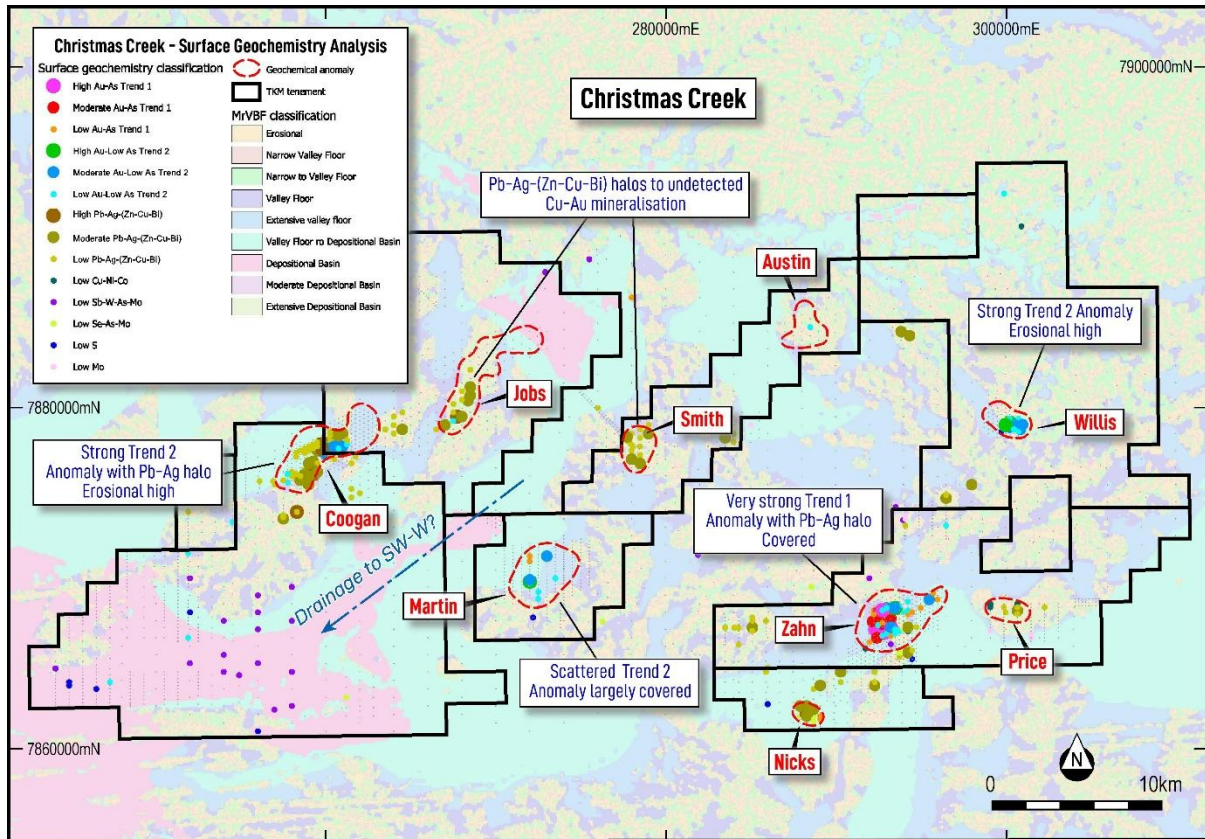 280000mE
300000mE
7900000mN
Christmas Creek - Surface Geochemistry Analysis
Surface geochemistry classification
High Au-As Trend 1
Moderate Au-As Trend 1
Low Au-As Trend 1
High Au-Low As Trend 2
Moderate Au-Low As Trend 2
Low Au-Low As Trend 2
High Pb-Ag-(Zn-Cu-Bi)
Moderate Pb-Ag-(Zn-Cu-Bi)
Low Pb-Ag-(Zn-Cu-Bi)
Low Cu-Ni-Co
Low Sb-W-As-Mo
Low Se-As-Mo
Low S
Low Mo
Geochemical anomaly
TKM tenement
MrVBF classification
Erosional
Narrow Valley Floor
Narrow to Valley Floor
Valley Floor
Extensive valley floor
Valley Floor ro Depositional Basin
Depositional Basin
Moderate Depositional Basin
Extensive Depositional Basin
Christmas Creek
Pb-Ag-(Zn-Cu-Bi) halos to undetected
Cu-Au mineralisation
Austin
Strong Trend 2 Anomaly
Erosional high
Jobs
7880000mN
Smith
Willis
Strong Trend 2
Anomaly with Pb-Ag halo
Erosional high
Coogan
Very strong Trend 1
Anomaly with Pb-Ag halo
Covered
Drainage to SW-W?
Martin
Zahn
Price
Scattered Trend 2
Anomaly largely covered
7860000mN
Nicks
N
0 10km